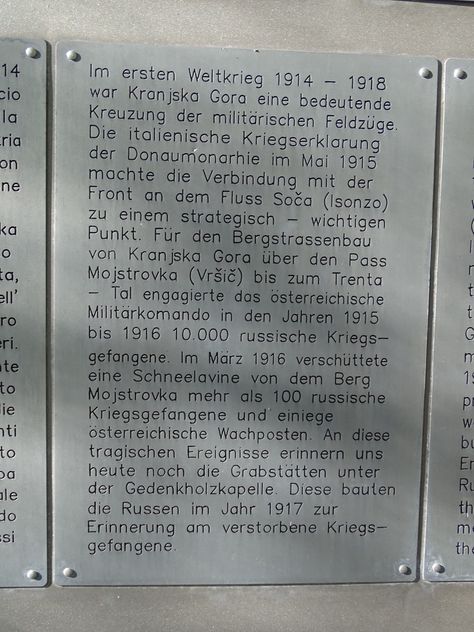 Im ersten Weltkrieg 1914 – 1918
war Kranjska Gora eine bedeutende
Kreuzung der militärischen Feldzüge.
Die italienische Kriegserklarung
der Donaumonarhie im Mai 1915
machte die Verbindung mit der
Front an dem Fluss Soča (Isonzo)
zu einem strategisch – wichtigen
Punkt. Für den Bergstrassenbau
von Kranjska Gora über den Pass
Mojstrovka (Vršič) bis zum Trenta
– Tal engagierte das österreichische
Militärkomando in den Jahren 1915
bis 1916 10.000 russische Kriegs–
gefangene. Im März 1916 verschüttete
eine Schneelavine von dem Berg
Mojstrovka mehr als 100 russische
Kriegsgefangene und einiege
österreichische Wachposten. An diese
tragischen Ereignisse erinnern uns
heute noch die Grabstätten unter
der Gedenkholzkapelle. Diese bauten
die Russen im Jahr 1917 zur
Erinnerung am verstorbene Kriegs–
gefangene.